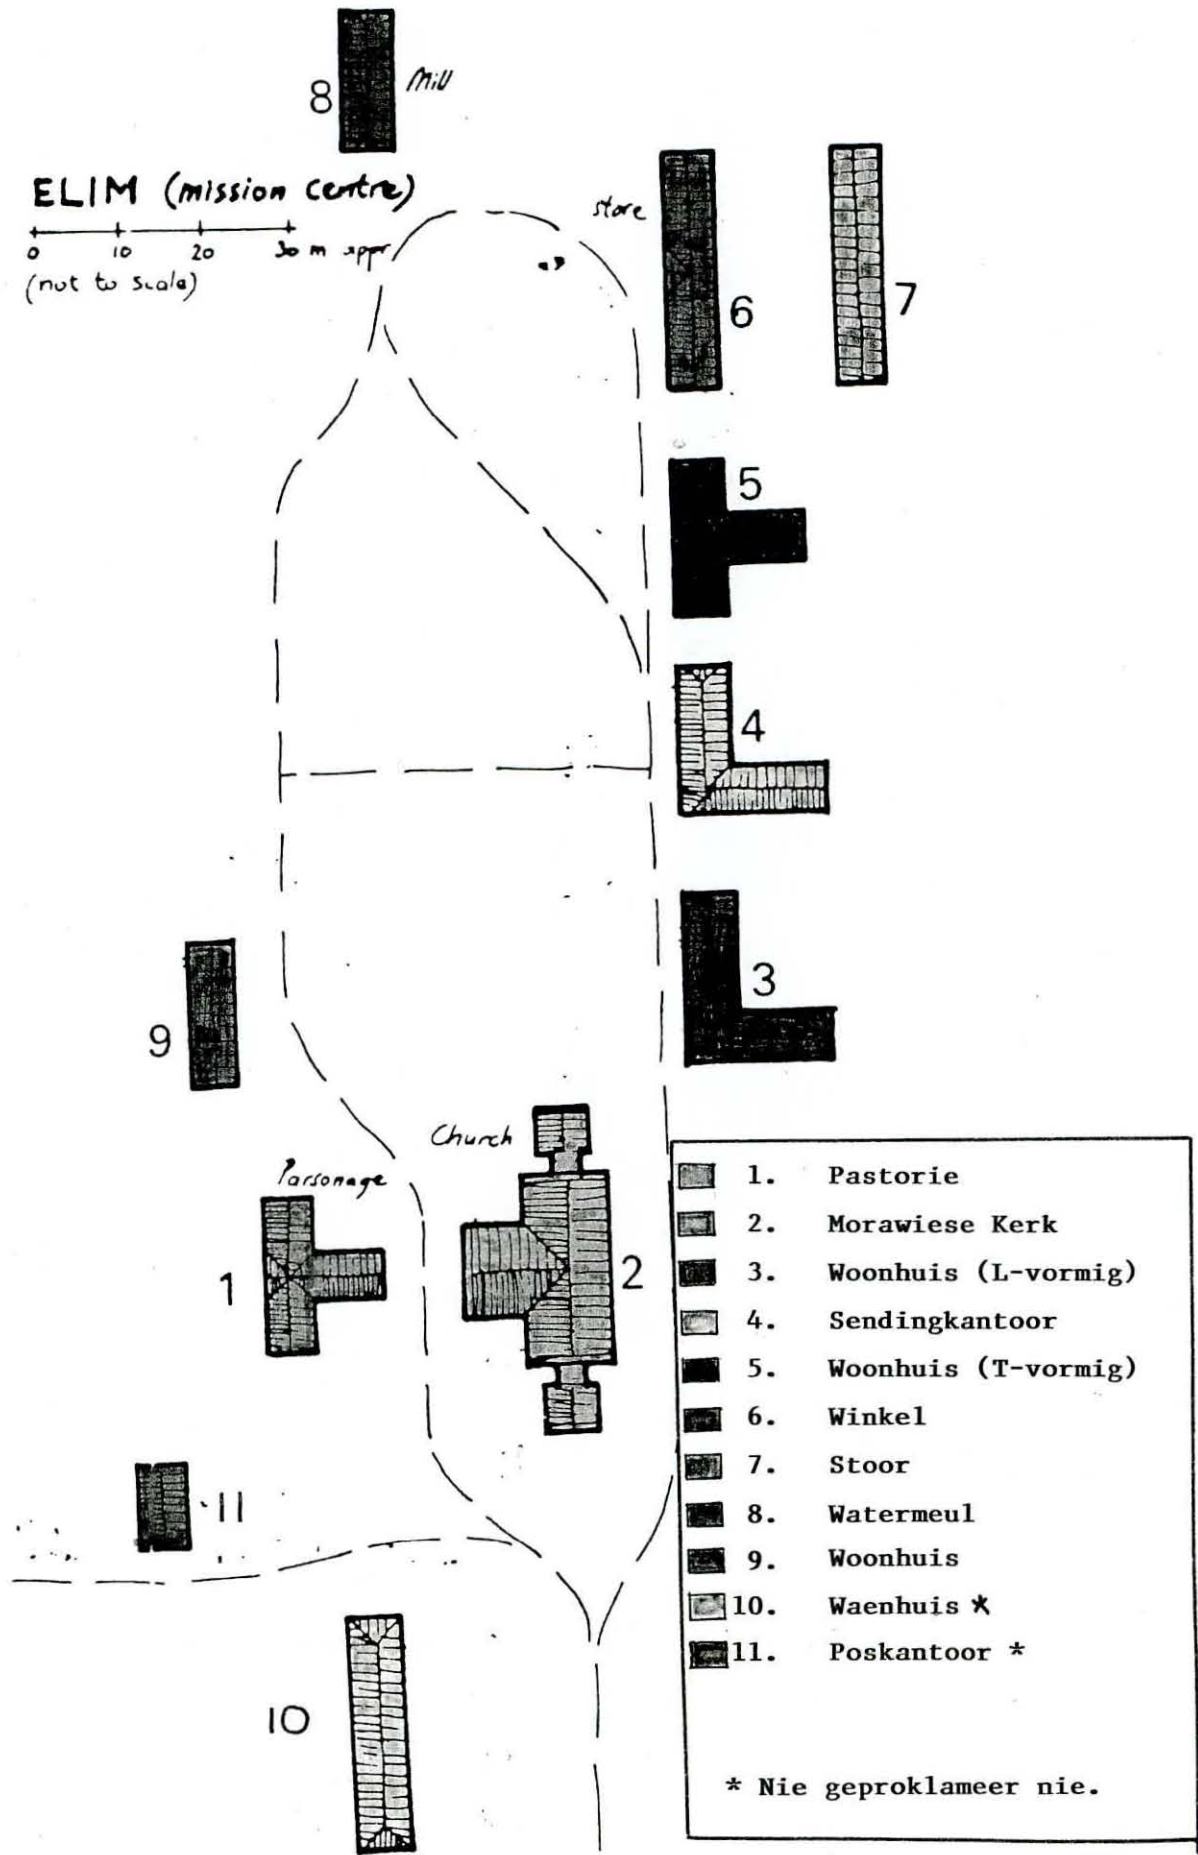 8 Mill
ELIM (mission centre)
0 10 20 30 m appr
(not to scale)
store
6
7
5
4
3
9
Church
Parsonage
1
2
11
10
1. Pastorie
2. Morawiese Kerk
3. Woonhuis (L-vormig)
4. Sendingkantoor
5. Woonhuis (T-vormig)
6. Winkel
7. Stoor
8. Watermeul
9. Woonhuis
10. Waenhuis *
11. Poskantoor *
* Nie geproklameer nie.